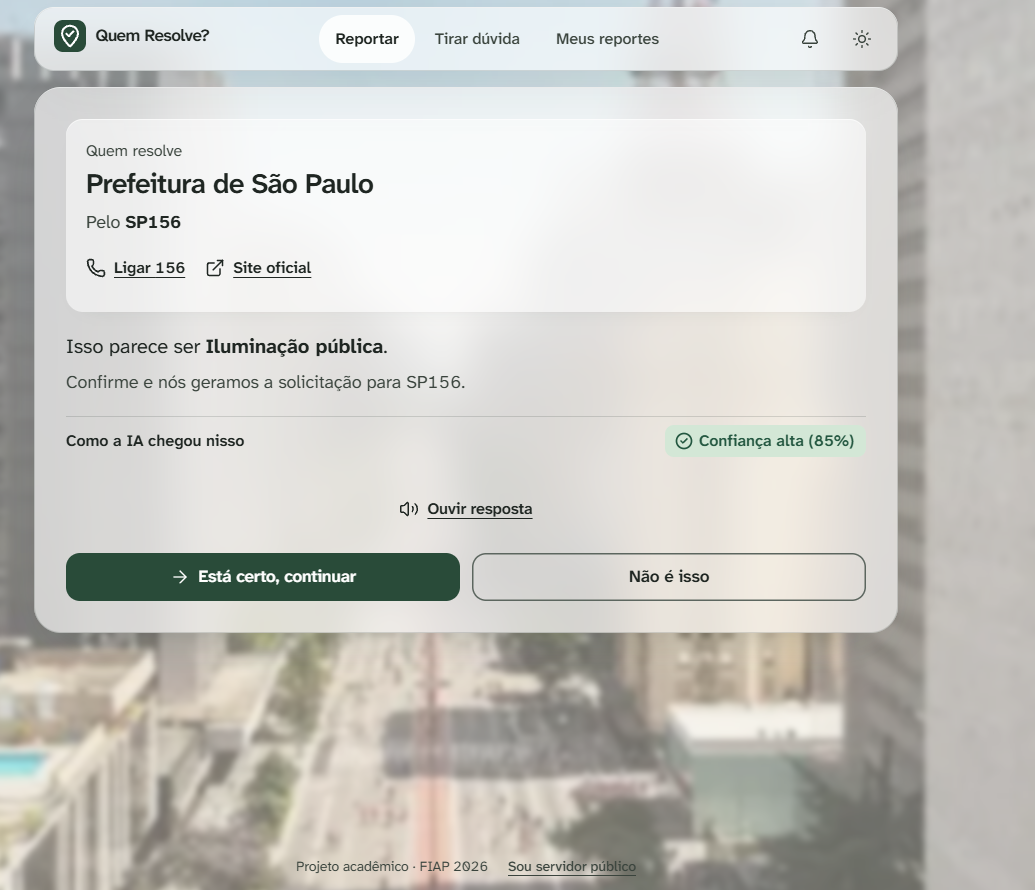 Quem Resolve?
Reportar
Tirar dúvida
Meus reportes
Quem resolve
Prefeitura de São Paulo
Pelo SP156
Ligar 156
Site oficial
Isso parece ser Iluminação pública.
Confirme e nós geramos a solicitação para SP156.
Como a IA chegou nisso
Confiança alta (85%)
Ouvir resposta
Está certo, continuar
Não é isso
Projeto acadêmico · FIAP 2026
Sou servidor público